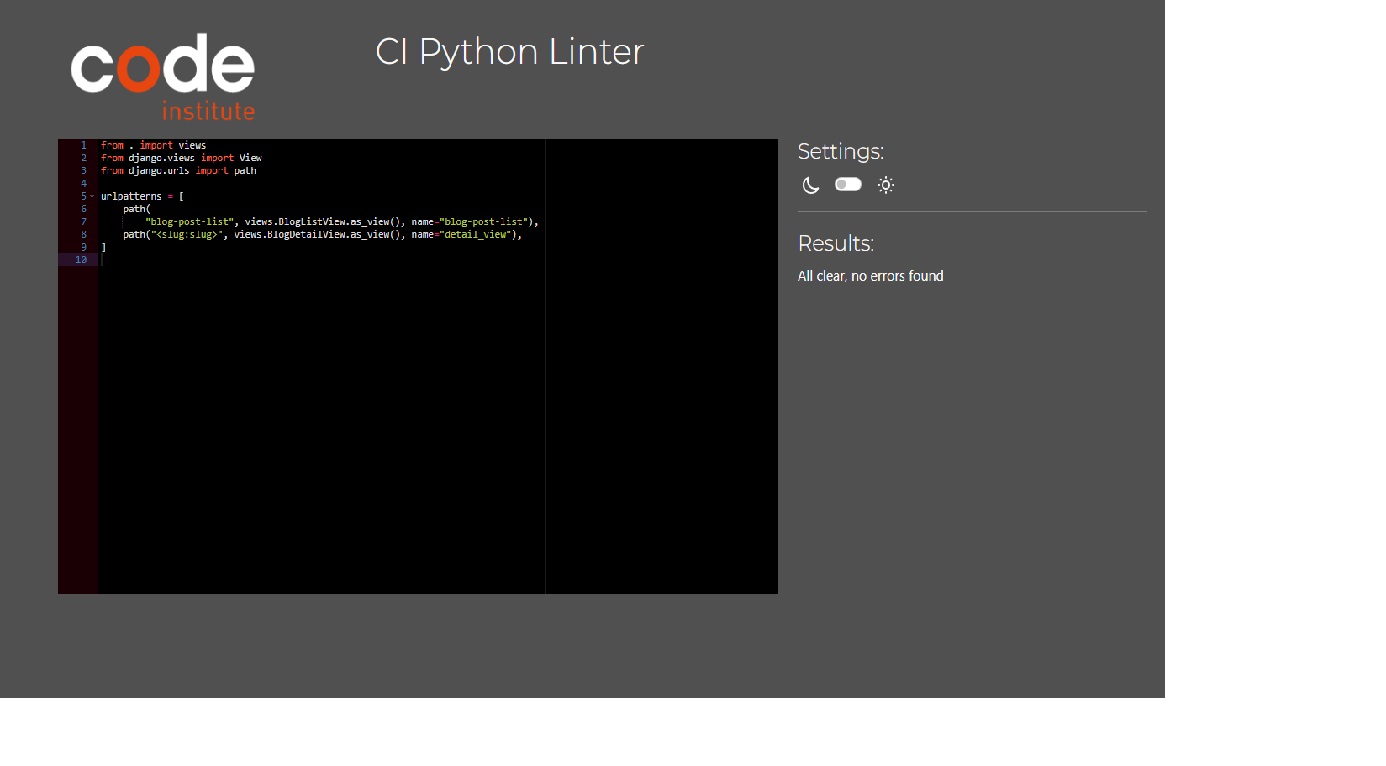 code
institute
CI Python Linter
1 from . import views
2 from django.views import View
3 from django.urls import path
4
5 urlpatterns = [
6     path(
7         "blog-post-list", views.BlogListView.as_view(), name="blog-post-list"),
8     path("<slug:slug>", views.BlogDetailView.as_view(), name="detail_view"),
9 ]
10
Settings:
Results:
All clear, no errors found